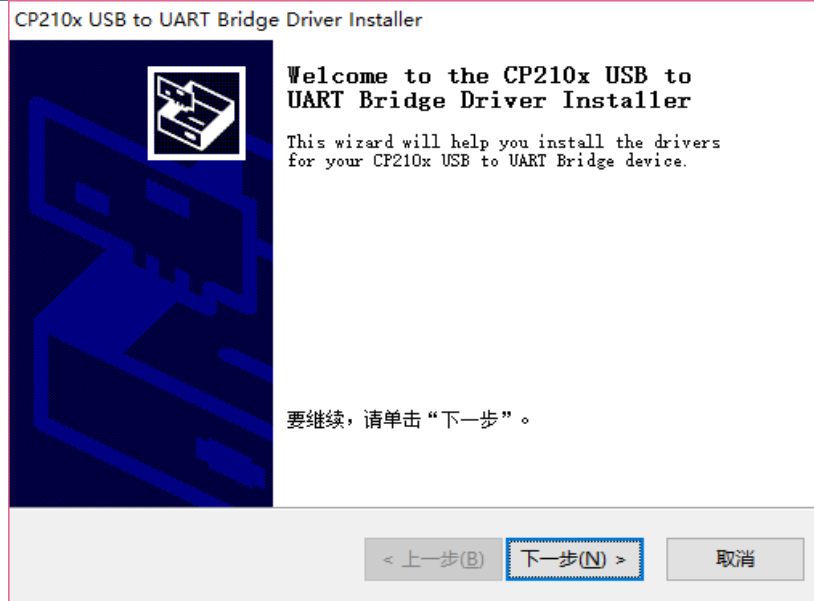 CP210x USB to UART Bridge Driver Installer
Welcome to the CP210x USB to
UART Bridge Driver Installer
This wizard will help you install the drivers
for your CP210x USB to UART Bridge device.
要继续，请单击“下一步”。
< 上一步(B)
下一步(N) >
取消